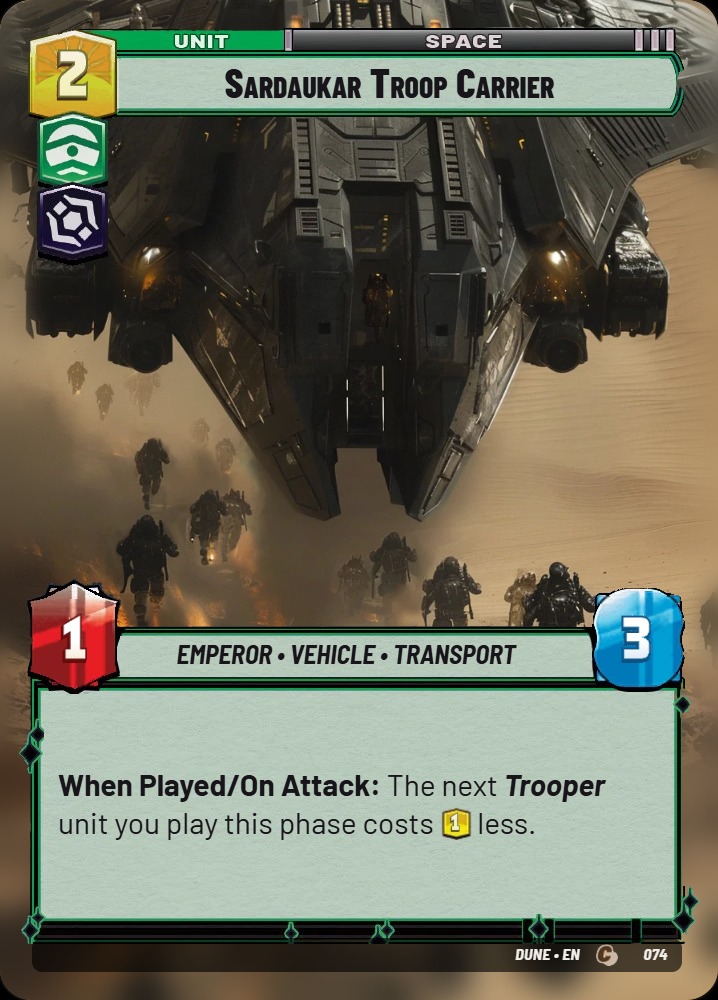 UNIT SPACE
2 SARDAUKAR TROOP CARRIER
1 EMPEROR • VEHICLE • TRANSPORT 3
When Played/On Attack: The next Trooper
unit you play this phase costs 1 less.
DUNE • EN C 074